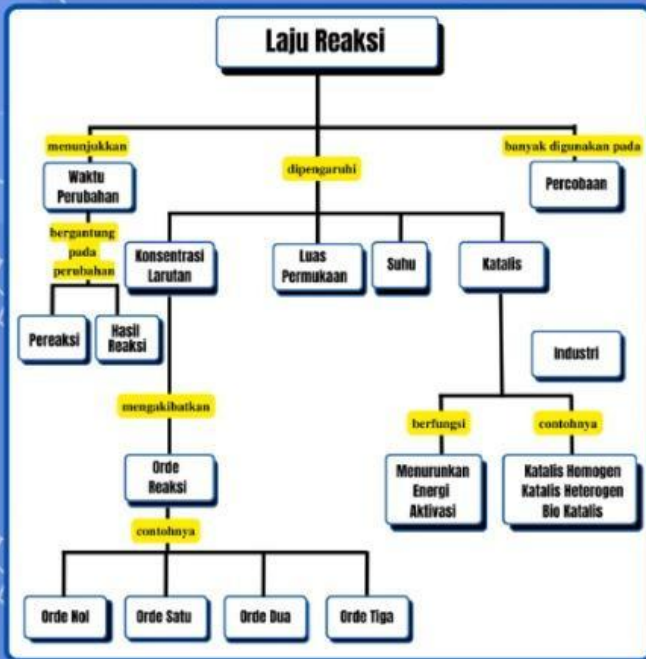 Laju Reaksi
menunjukkan
dipengaruhi
banyak digunakan pada
Waktu
Perubahan
Percobaan
bergantung
pada
perubahan
Konsentrasi
Larutan
Luas
Permukaan
Suhu
Katalis
Pereaksi
Hasil
Reaksi
Industri
mengakibatkan
berfungsi
contohnya
Orde
Reaksi
Menurunkan
Energi
Aktivasi
Katalis Homogen
Katalis Heterogen
Bio Katalis
contohnya
Orde Nol
Orde Satu
Orde Dua
Orde Tiga